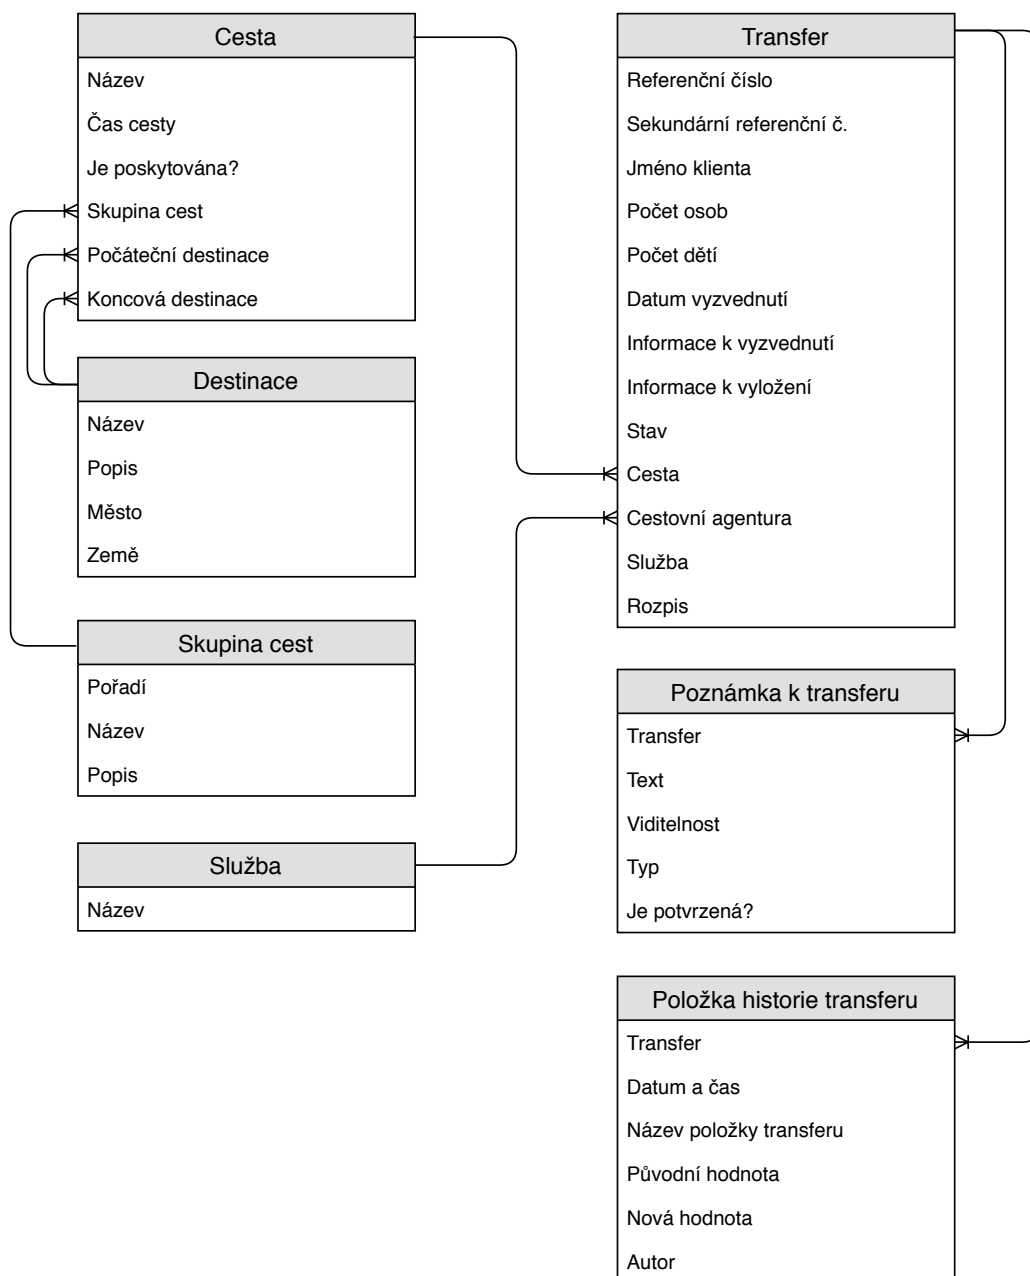 Cesta
Název
Čas cesty
Je poskytována?
Skupina cest
Počáteční destinace
Koncová destinace
Destinace
Název
Popis
Město
Země
Skupina cest
Pořadí
Název
Popis
Služba
Název
Transfer
Referenční číslo
Sekundární referenční č.
Jméno klienta
Počet osob
Počet dětí
Datum vyzvednutí
Informace k vyzvednutí
Informace k vyložení
Stav
Cesta
Cestovní agentura
Služba
Rozpis
Poznámka k transferu
Transfer
Text
Viditelnost
Typ
Je potvrzená?
Položka historie transferu
Transfer
Datum a čas
Název položky transferu
Původní hodnota
Nová hodnota
Autor